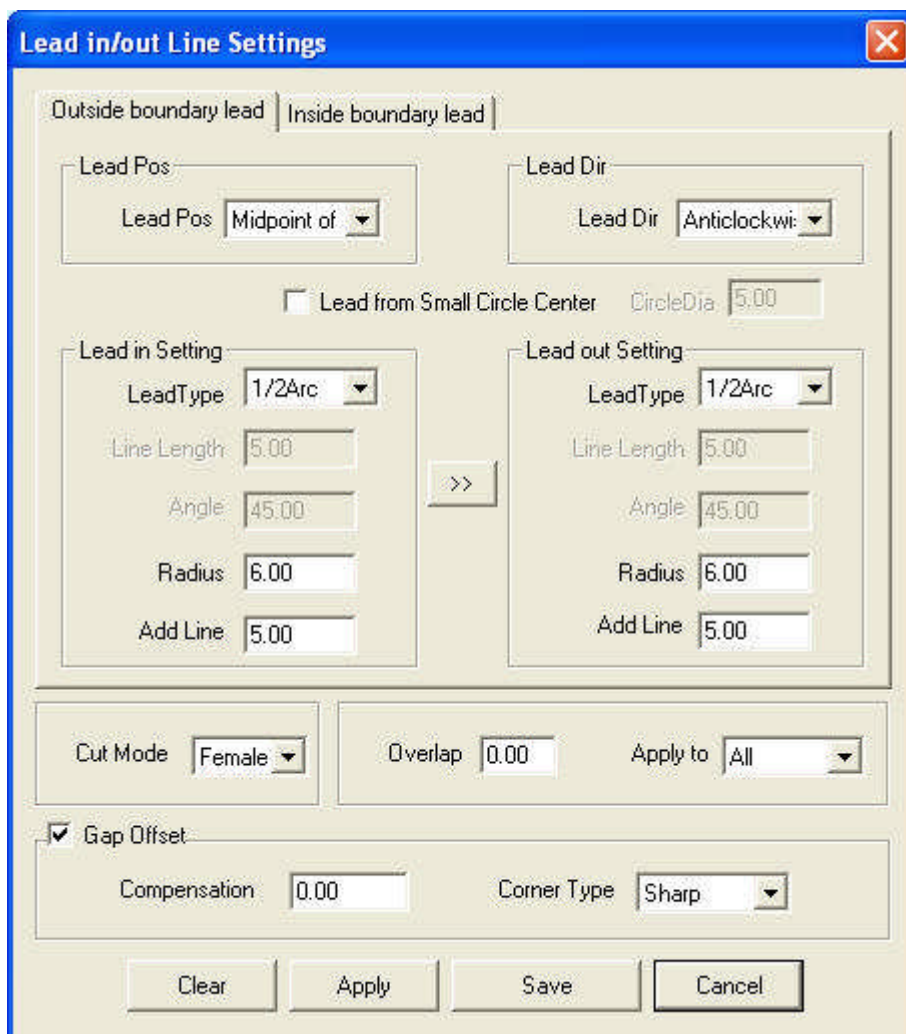 Lead in/out Line Settings
Outside boundary lead
Inside boundary lead
Lead Pos
Lead Pos Midpoint of
Lead Dir
Lead Dir Anticlockwi
Lead from Small Circle Center CircleDia 5.00
Lead in Setting
LeadType 1/2Arc
Line Length 5.00
Angle 45.00
Radius 6.00
Add Line 5.00
>>
Lead out Setting
LeadType 1/2Arc
Line Length 5.00
Angle 45.00
Radius 6.00
Add Line 5.00
Cut Mode Female
Overlap 0.00 Apply to All
Gap Offset
Compensation 0.00 Corner Type Sharp
Clear Apply Save Cancel